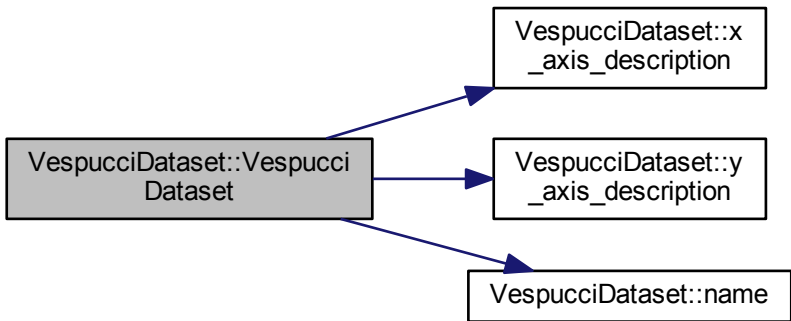 VespucciDataset::x
_axis_description
VespucciDataset::Vespucci
Dataset
VespucciDataset::y
_axis_description
VespucciDataset::name